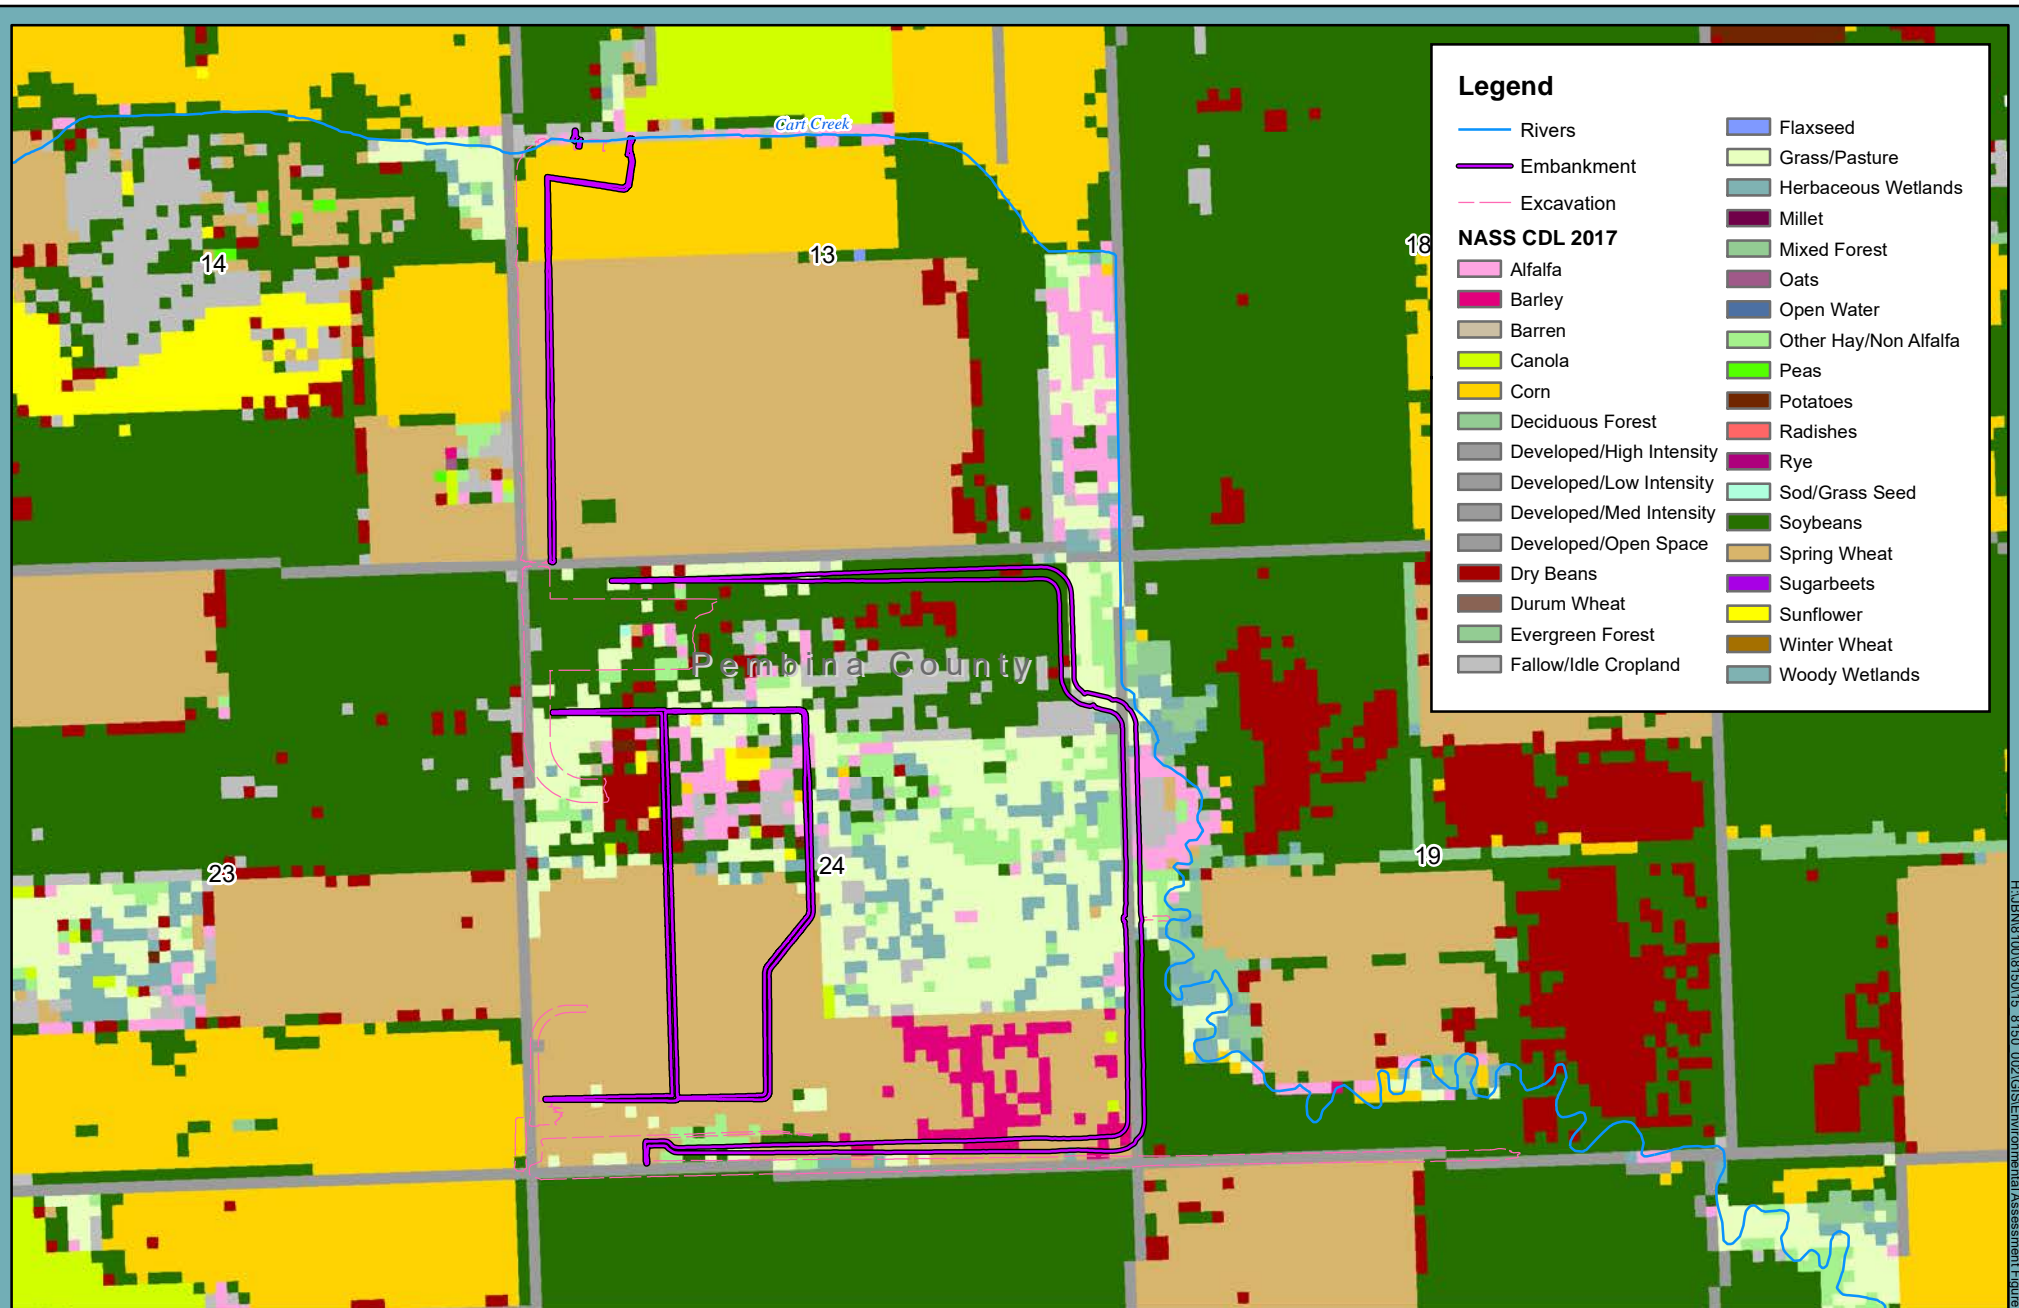 Legend
Rivers
Embankment
Excavation
NASS CDL 2017
Alfalfa
Barley
Barren
Canola
Corn
Deciduous Forest
Developed/High Intensity
Developed/Low Intensity
Developed/Med Intensity
Developed/Open Space
Dry Beans
Durum Wheat
Evergreen Forest
Fallow/Idle Cropland
Flaxseed
Grass/Pasture
Herbaceous Wetlands
Millet
Mixed Forest
Oats
Open Water
Other Hay/Non Alfalfa
Peas
Potatoes
Radishes
Rye
Sod/Grass Seed
Soybeans
Spring Wheat
Sugarbeets
Sunflower
Winter Wheat
Woody Wetlands
Cart Creek
14
13
18
Pembina County
23
24
19